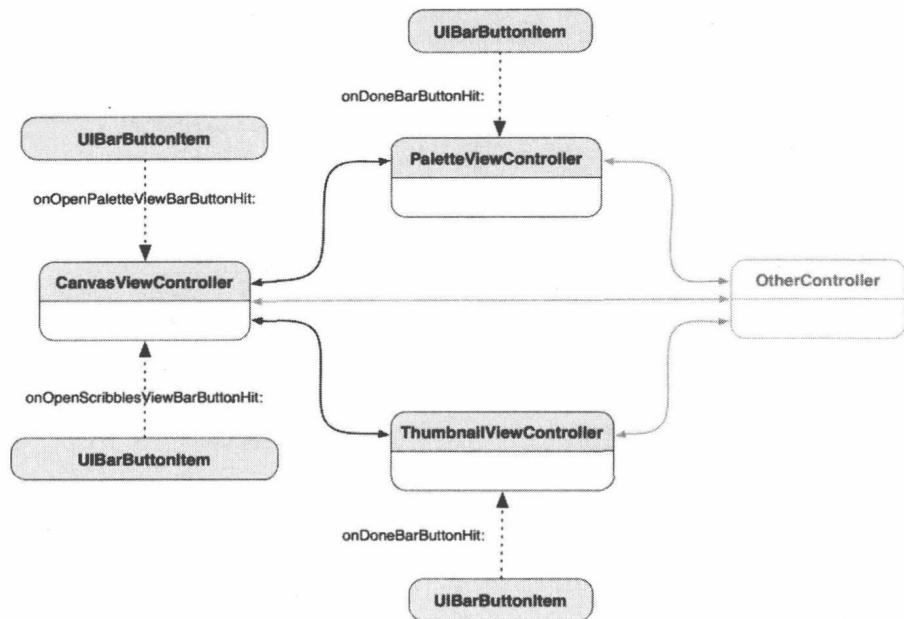 UIBarButtonItem
onDoneBarButtonHit:
UIBarButtonItem
PaletteViewController
onOpenPaletteViewBarButtonHit:
CanvasViewController
OtherController
onOpenScribblesViewBarButtonHit:
ThumbnailViewController
UIBarButtonItem
onDoneBarButtonHit:
UIBarButtonItem